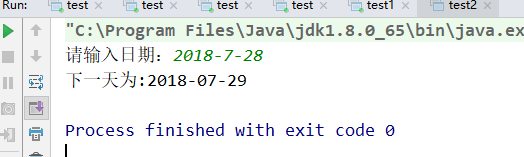 Run: test test test test test1 test2
"C:\Program Files\Java\jdk1.8.0_65\bin\java.ex
请输入日期：2018-7-28
下一天为:2018-07-29
Process finished with exit code 0